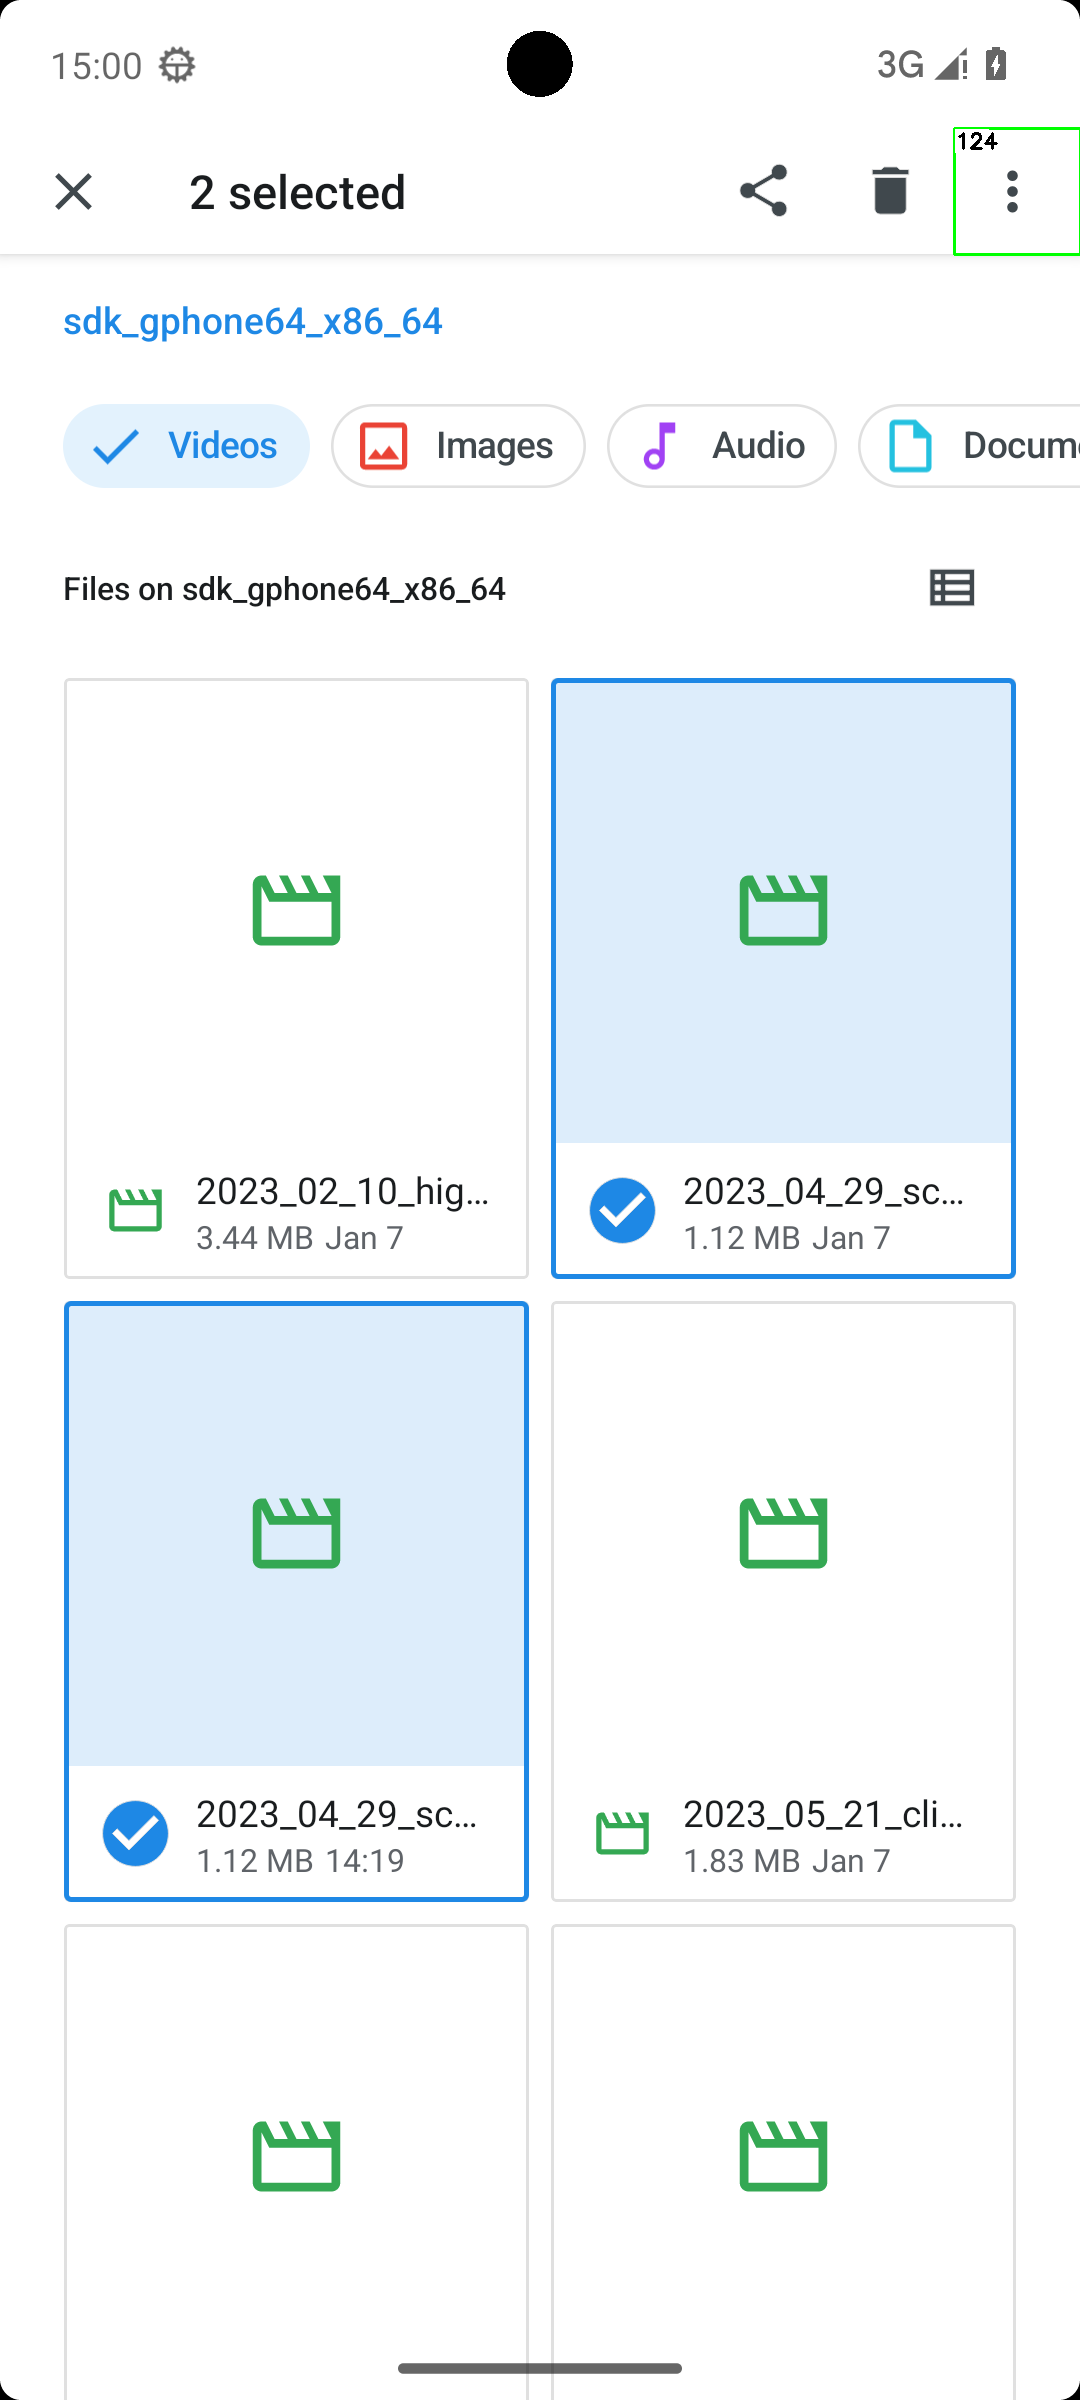 15:00
3G
124
2 selected
sdk_gphone64_x86_64
Videos
Images
Audio
Docum
Files on sdk_gphone64_x86_64
2023_02_10_hig...
3.44 MB Jan 7
2023_04_29_sc...
1.12 MB Jan 7
2023_04_29_sc...
1.12 MB 14:19
2023_05_21_cli...
1.83 MB Jan 7